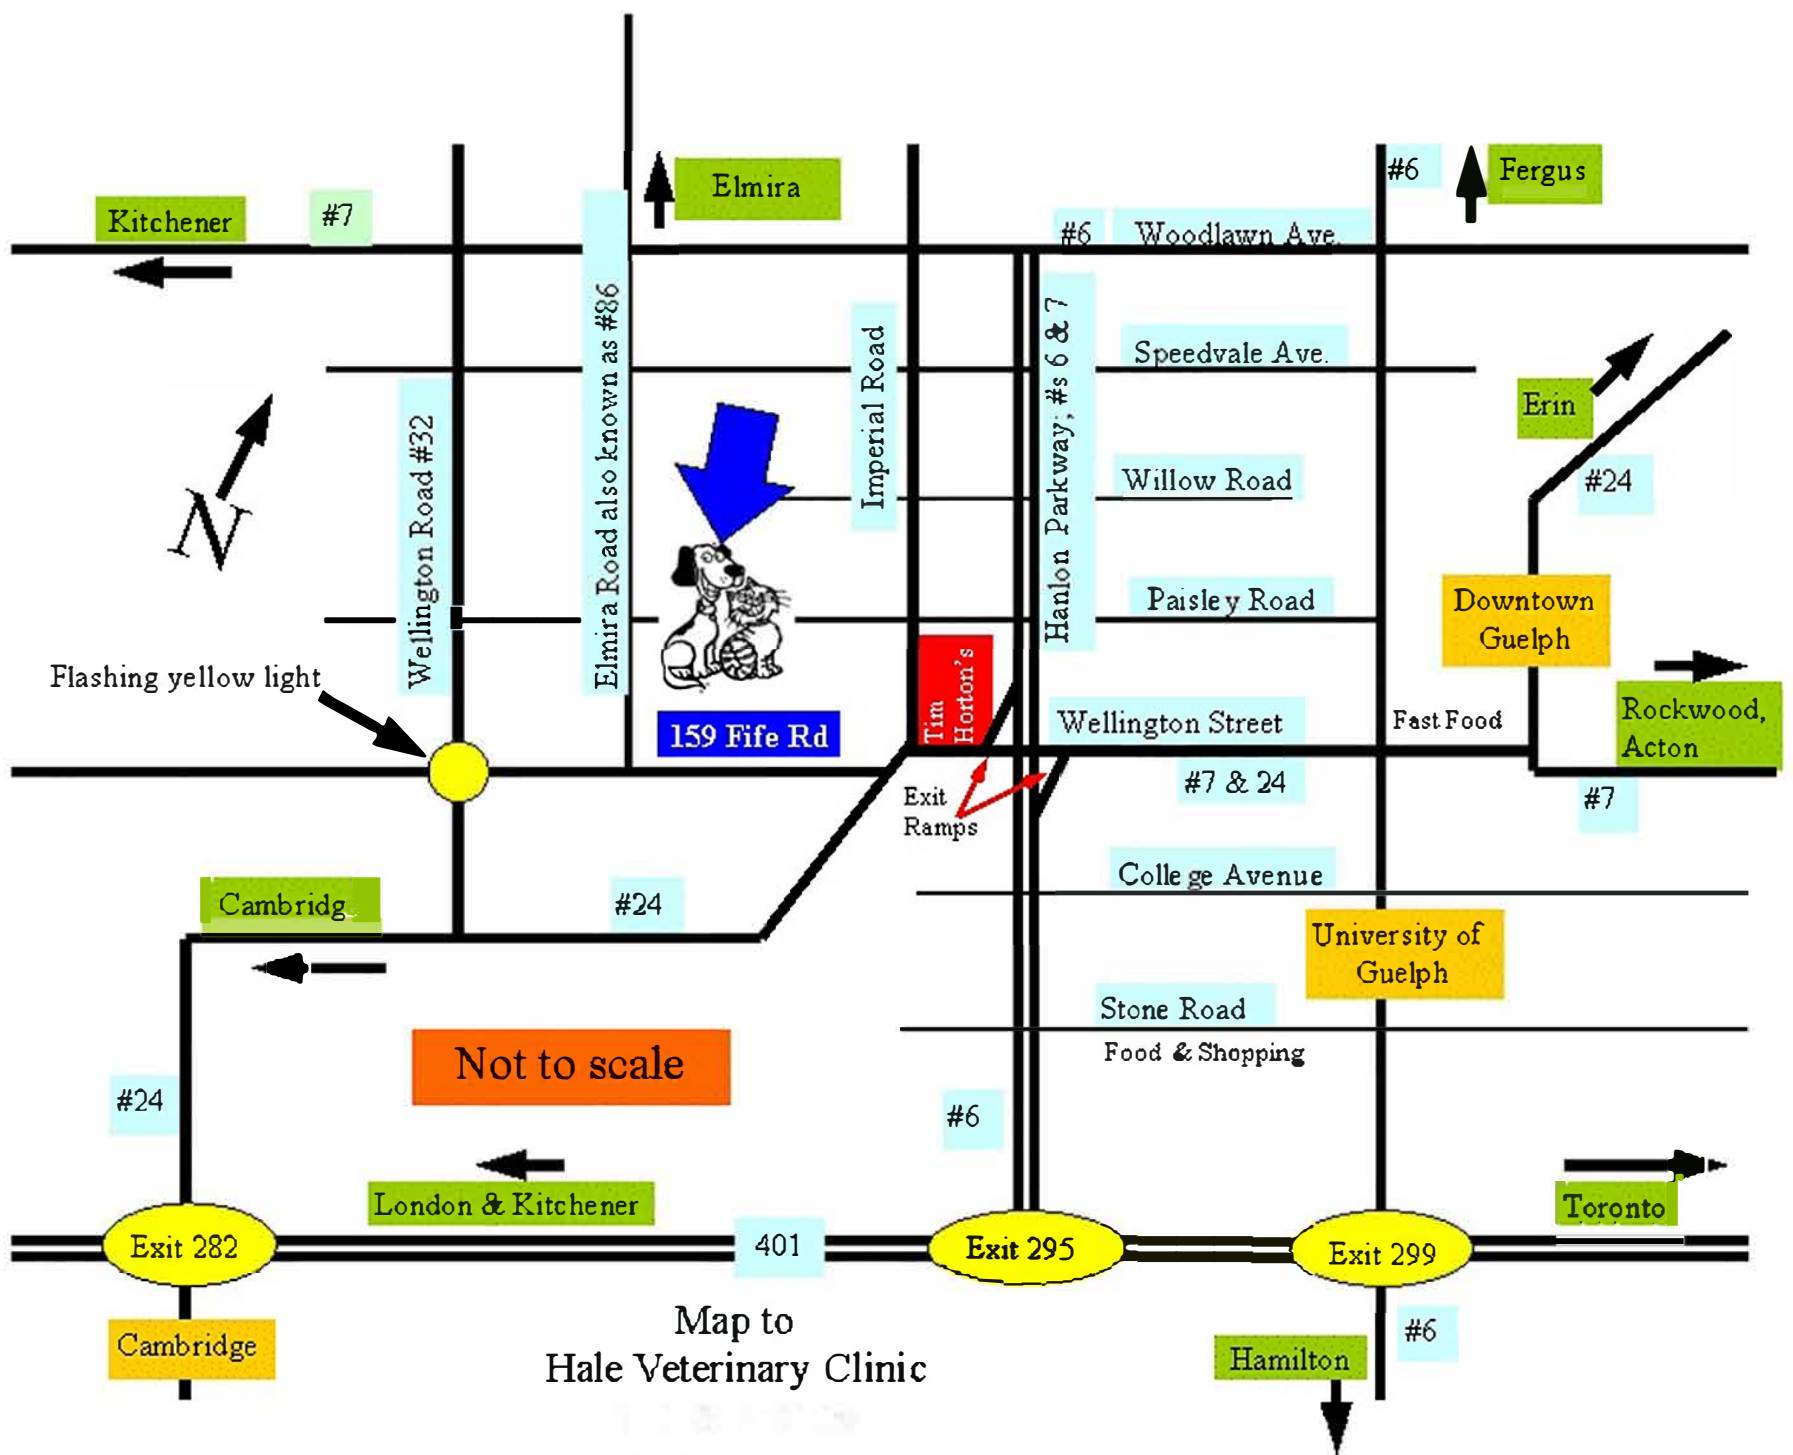 #6
Fergus
Elmira
Kitchener
#7
#6
Woodlawn Ave.
Speedvale Ave.
Erin
#24
Willow Road
Wellington Road #32
Elmira Road also known as #86
Imperial Road
Hanlon Parkway; #s 6 & 7
N
Paisley Road
Downtown
Guelph
Flashing yellow light
159 Fife Rd
Tim
Horton's
Wellington Street
Fast Food
Rockwood,
Acton
#7 & 24
#7
Exit
Ramps
College Avenue
Cambridg
#24
University of
Guelph
Stone Road
Food & Shopping
Not to scale
#24
#6
London & Kitchener
Toronto
Exit 282
401
Exit 295
Exit 299
Map to
Hale Veterinary Clinic
Cambridge
#6
Hamilton